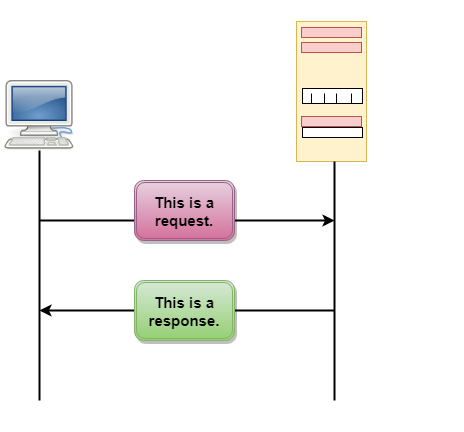 This is a
request.
This is a
response.